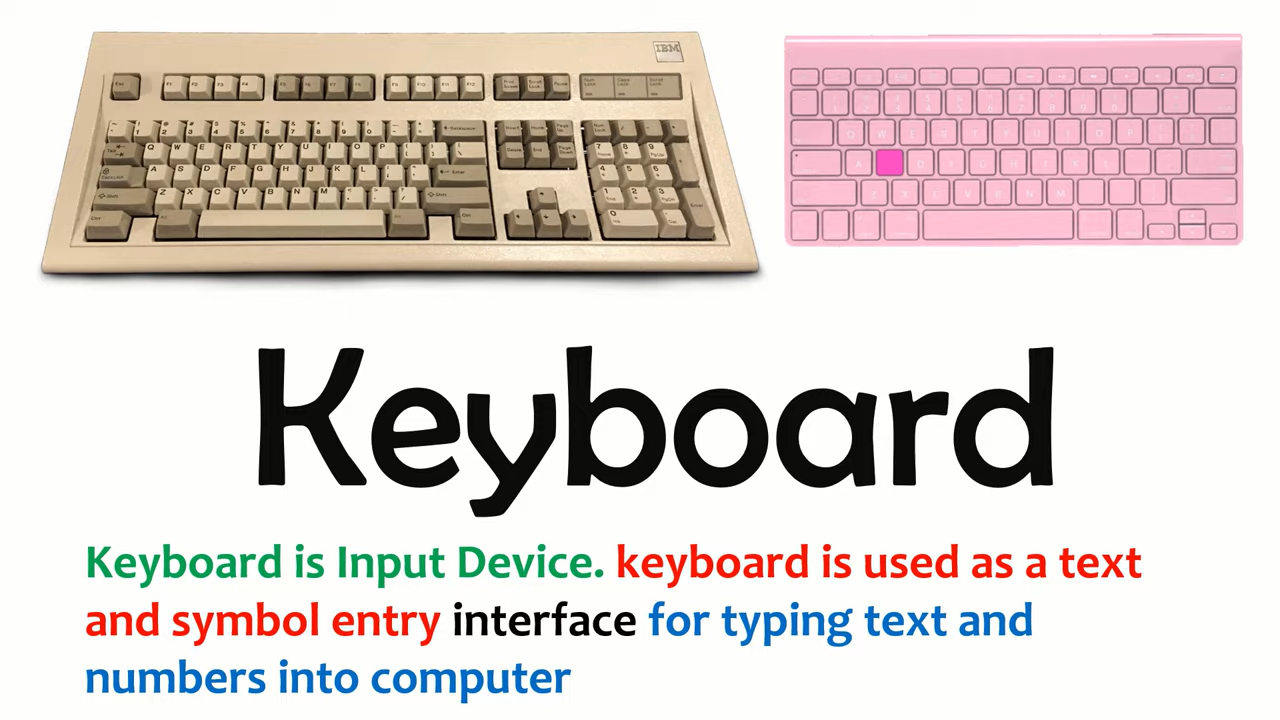 IBM
Keyboard
Keyboard is Input Device. keyboard is used as a text
and symbol entry interface for typing text and
numbers into computer